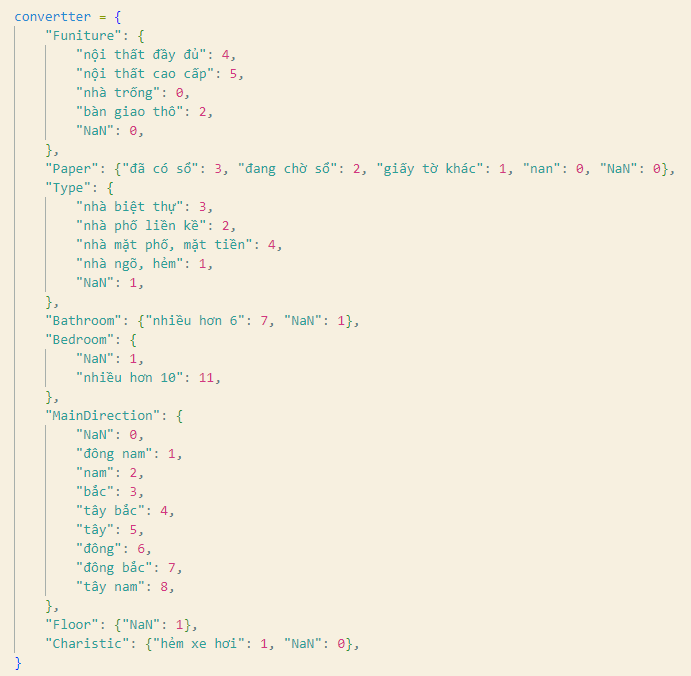 convertter = {
    "Funiture": {
        "nội thất đầy đủ": 4,
        "nội thất cao cấp": 5,
        "nhà trống": 0,
        "bàn giao thô": 2,
        "NaN": 0,
    },
    "Paper": {"đã có sổ": 3, "đang chờ sổ": 2, "giấy tờ khác": 1, "nan": 0, "NaN": 0},
    "Type": {
        "nhà biệt thự": 3,
        "nhà phố liền kề": 2,
        "nhà mặt phố, mặt tiền": 4,
        "nhà ngõ, hẻm": 1,
        "NaN": 1,
    },
    "Bathroom": {"nhiều hơn 6": 7, "NaN": 1},
    "Bedroom": {
        "NaN": 1,
        "nhiều hơn 10": 11,
    },
    "MainDirection": {
        "NaN": 0,
        "đông nam": 1,
        "nam": 2,
        "bắc": 3,
        "tây bắc": 4,
        "tây": 5,
        "đông": 6,
        "đông bắc": 7,
        "tây nam": 8,
    },
    "Floor": {"NaN": 1},
    "Charistic": {"hẻm xe hơi": 1, "NaN": 0},
}